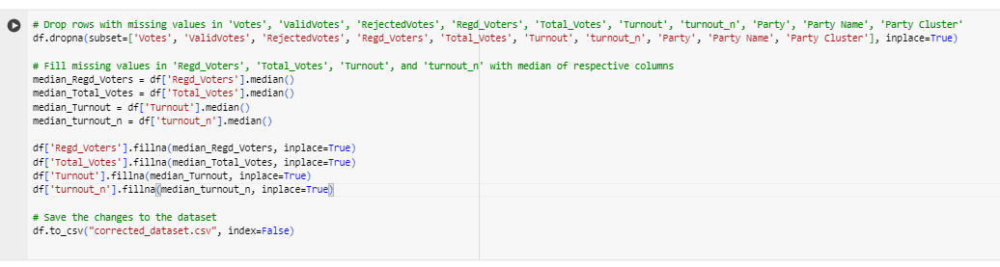 # Drop rows with missing values in 'Votes', 'ValidVotes', 'RejectedVotes', 'Regd_Voters', 'Total_Votes', 'Turnout', 'turnout_n', 'Party', 'Party Name', 'Party Cluster'
df.dropna(subset=['Votes', 'ValidVotes', 'RejectedVotes', 'Regd_Voters', 'Total_Votes', 'Turnout', 'turnout_n', 'Party', 'Party Name', 'Party Cluster'], inplace=True)
# Fill missing values in 'Regd_Voters', 'Total_Votes', 'Turnout', and 'turnout_n' with median of respective columns
median_Regd_Voters = df['Regd_Voters'].median()
median_Total_Votes = df['Total_Votes'].median()
median_Turnout = df['Turnout'].median()
median_turnout_n = df['turnout_n'].median()
df['Regd_Voters'].fillna(median_Regd_Voters, inplace=True)
df['Total_Votes'].fillna(median_Total_Votes, inplace=True)
df['Turnout'].fillna(median_Turnout, inplace=True)
df['turnout_n'].fillna(median_turnout_n, inplace=True)
# Save the changes to the dataset
df.to_csv("corrected_dataset.csv", index=False)